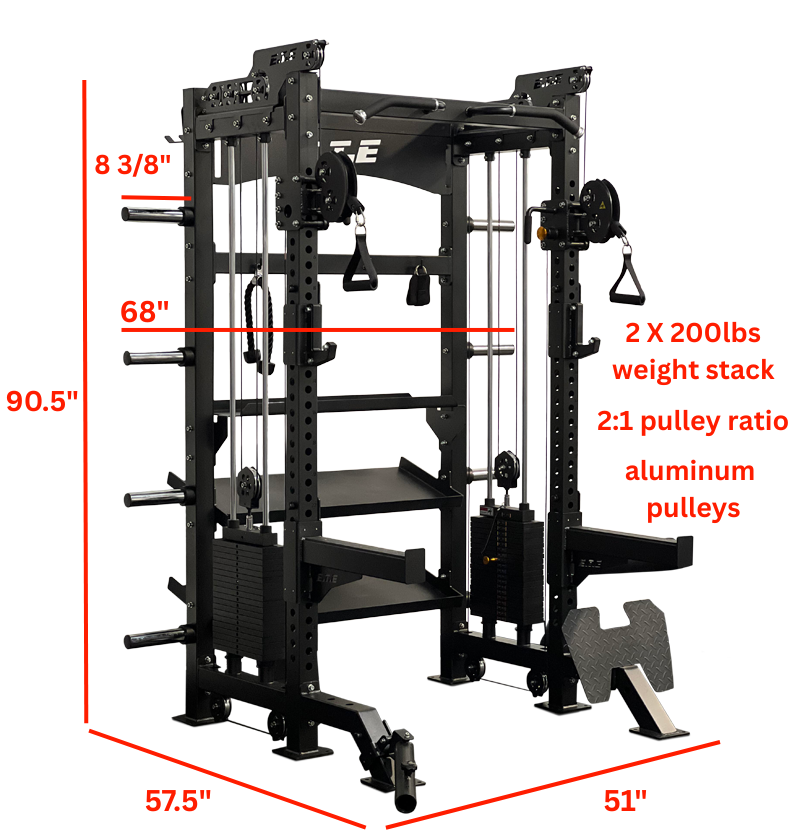 E.T.E
E.T.E
T.E
8 3/8"
68"
90.5"
2 X 200lbs
weight stack
2:1 pulley ratio
aluminum
pulleys
E.T.E
E.T.E
57.5"
51"